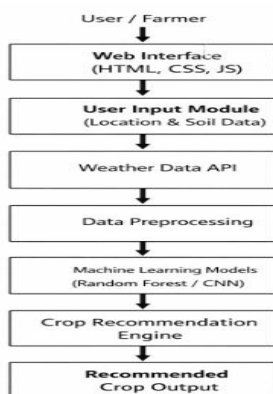 User / Farmer
Web Interface
(HTML, CSS, JS)
User Input Module
(Location & Soil Data)
Weather Data API
Data Preprocessing
Machine Learning Models
(Random Forest / CNN)
Crop Recommendation
Engine
Recommended
Crop Output